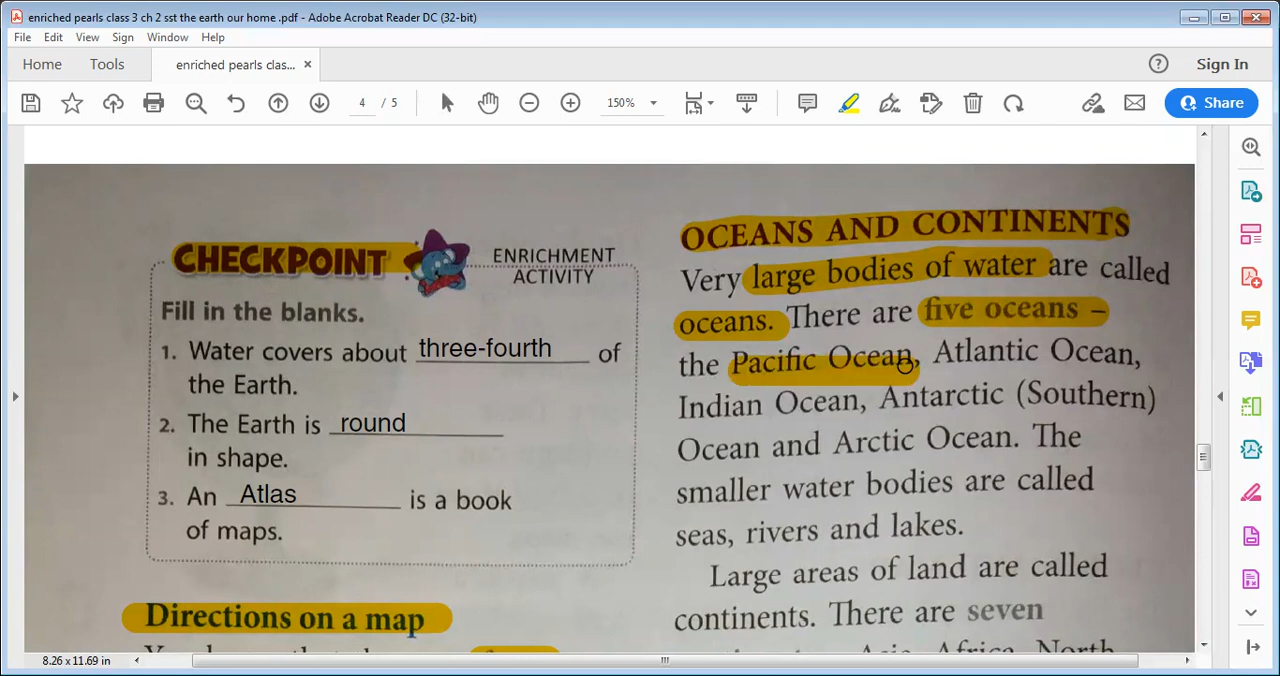 enriched pearls class 3 ch 2 sst the earth our home .pdf - Adobe Acrobat Reader DC (32-bit)
File Edit View Sign Window Help
Home Tools enriched pearls clas... × Sign In
4 / 5 150% Share
CHECKPOINT
ENRICHMENT
ACTIVITY
Fill in the blanks.
1. Water covers about three-fourth of
the Earth.
2. The Earth is round
in shape.
3. An Atlas is a book
of maps.
Directions on a map
OCEANS AND CONTINENTS
Very large bodies of water are called
oceans. There are five oceans –
the Pacific Ocean, Atlantic Ocean,
Indian Ocean, Antarctic (Southern)
Ocean and Arctic Ocean. The
smaller water bodies are called
seas, rivers and lakes.
Large areas of land are called
continents. There are seven
Asia, Africa, North
8.26 x 11.69 in